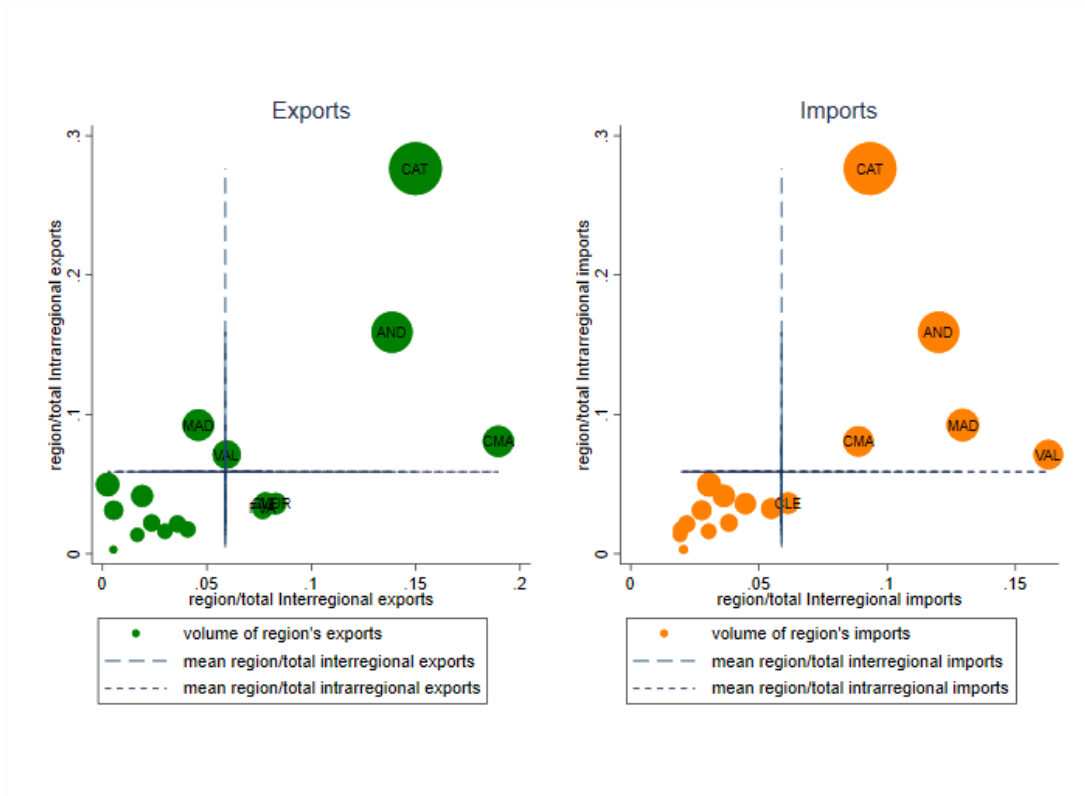 Exports
region/total Intrarregional exports
.3
.2
.1
0
CAT
AND
MAD
VAL
CMA
0
.05
.1
.15
.2
region/total Interregional exports
volume of region's exports
mean region/total interregional exports
mean region/total intrarregional exports
Imports
region/total Intrarregional imports
.3
.2
.1
0
CAT
AND
MAD
CMA
VAL
CLE
0
.05
.1
.15
region/total Interregional imports
volume of region's imports
mean region/total interregional imports
mean region/total intrarregional imports